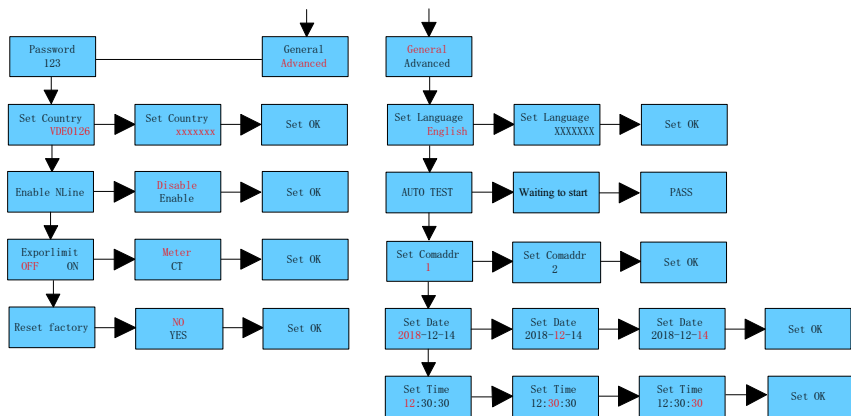 Password
123
General
Advanced
Set Country
VDE0126
Set Country
xxxxxxx
Set OK
Enable NLine
Disable
Enable
Set OK
Exporlimit
OFF ON
Meter
CT
Set OK
Reset factory
NO
YES
Set OK
General
Advanced
Set Language
English
Set Language
XXXXXXX
Set OK
AUTO TEST
Waiting to start
PASS
Set Comaddr
1
Set Comaddr
2
Set OK
Set Date
2018-12-14
Set Date
2018-12-14
Set Date
2018-12-14
Set OK
Set Time
12:30:30
Set Time
12:30:30
Set Time
12:30:30
Set OK